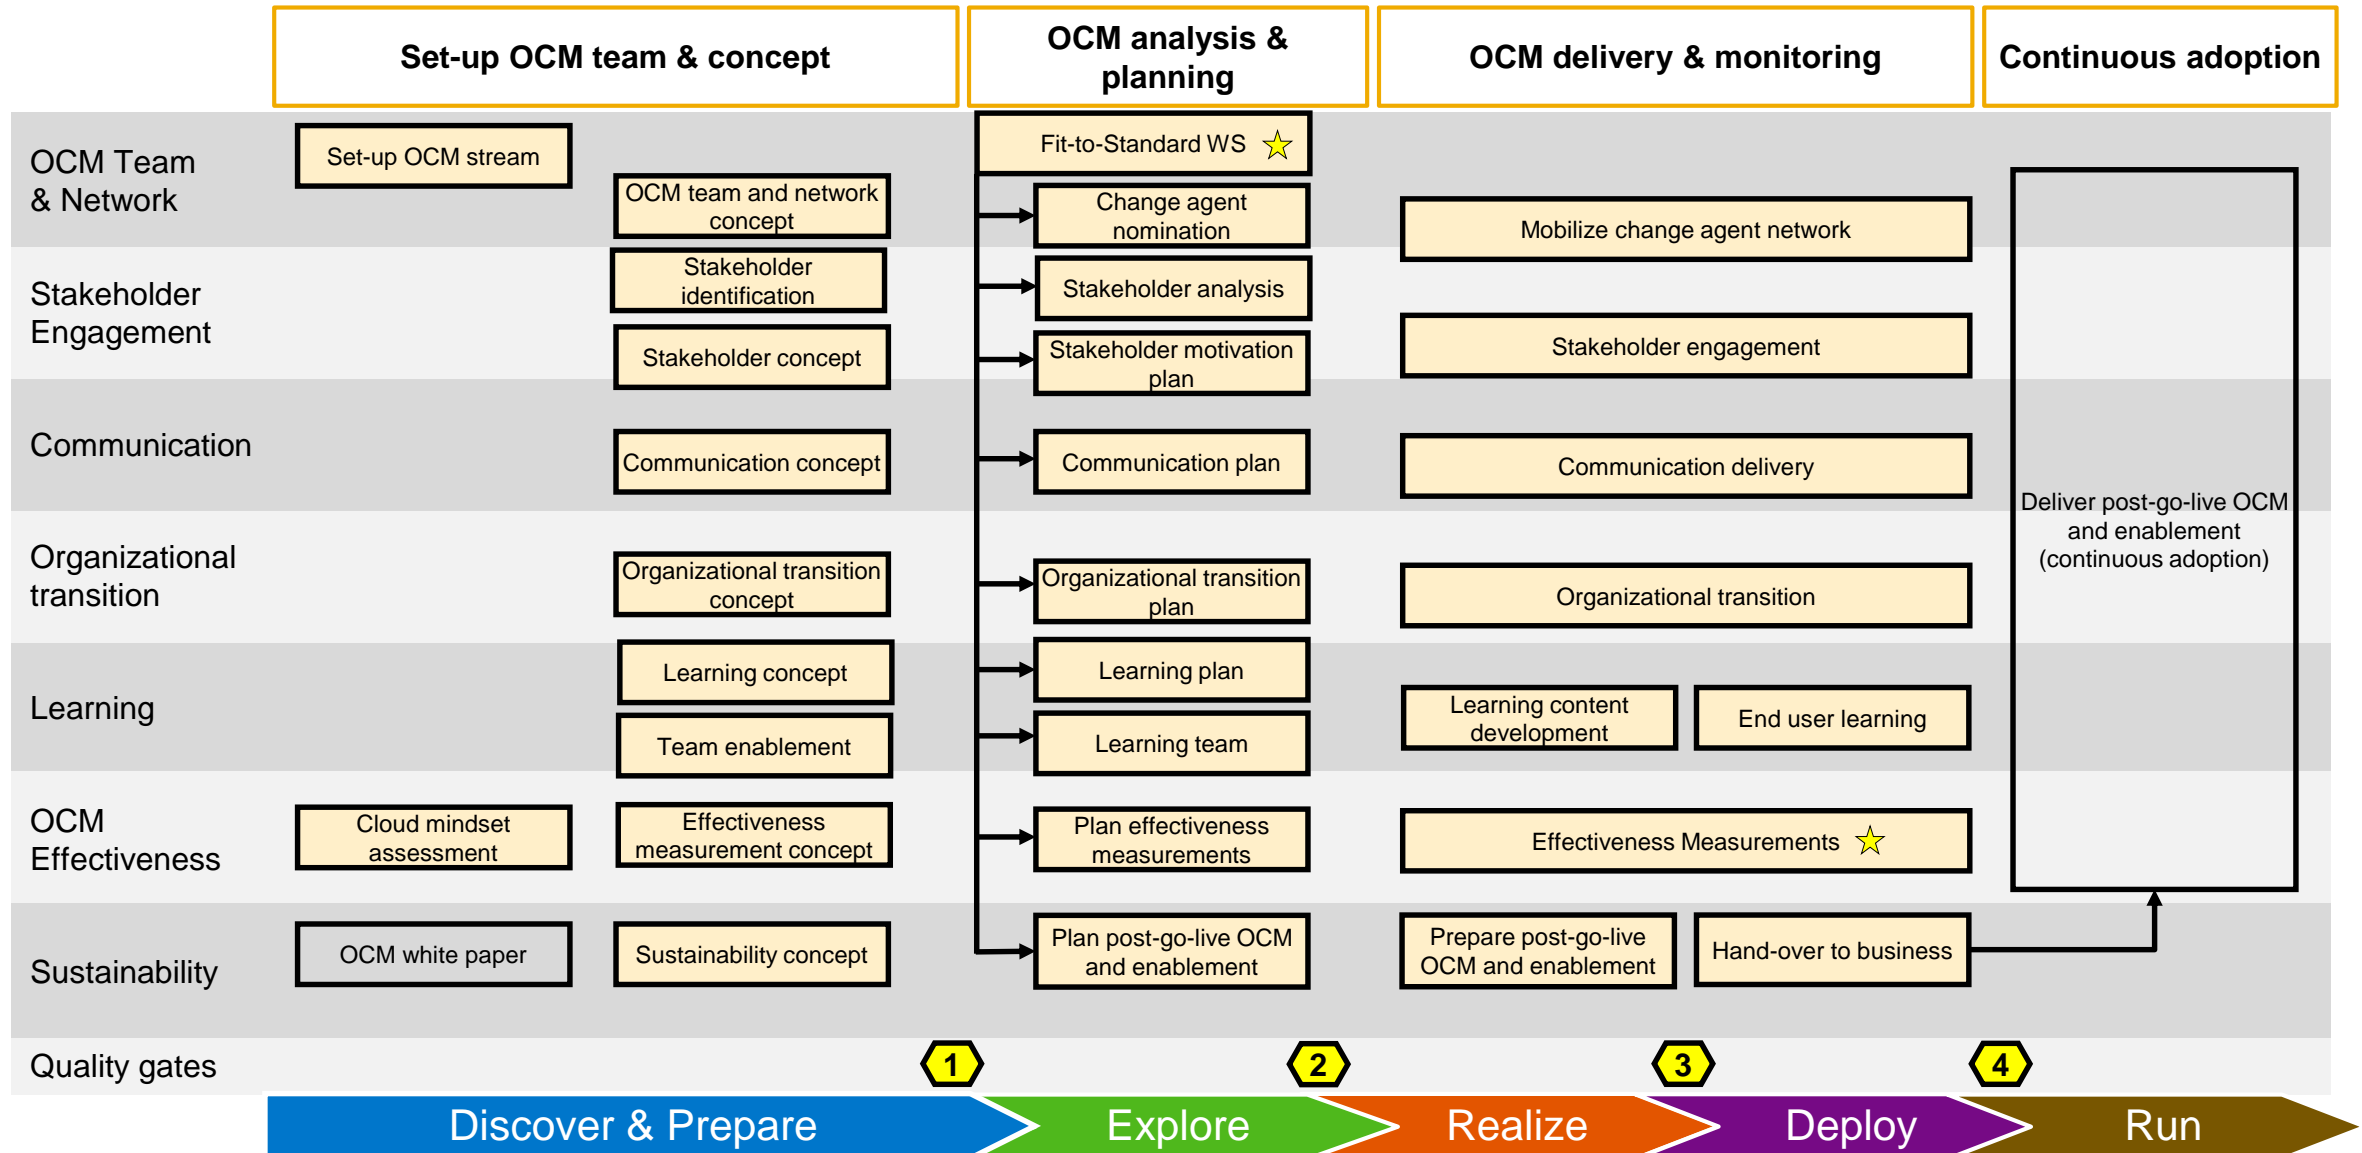 Set-up OCM team & concept
OCM analysis &
planning
OCM delivery & monitoring
Continuous adoption
OCM Team
& Network
Set-up OCM stream
OCM team and network
concept
Fit-to-Standard WS
Change agent
nomination
Mobilize change agent network
Stakeholder
Engagement
Stakeholder
identification
Stakeholder concept
Stakeholder analysis
Stakeholder motivation
plan
Stakeholder engagement
Communication
Communication concept
Communication plan
Communication delivery
Deliver post-go-live OCM
and enablement
(continuous adoption)
Organizational
transition
Organizational transition
concept
Organizational transition
plan
Organizational transition
Learning
Learning concept
Team enablement
Learning plan
Learning team
Learning content
development
End user learning
OCM
Effectiveness
Cloud mindset
assessment
Effectiveness
measurement concept
Plan effectiveness
measurements
Effectiveness Measurements
Sustainability
OCM white paper
Sustainability concept
Plan post-go-live OCM
and enablement
Prepare post-go-live
OCM and enablement
Hand-over to business
Quality gates
1
2
3
4
Discover & Prepare
Explore
Realize
Deploy
Run